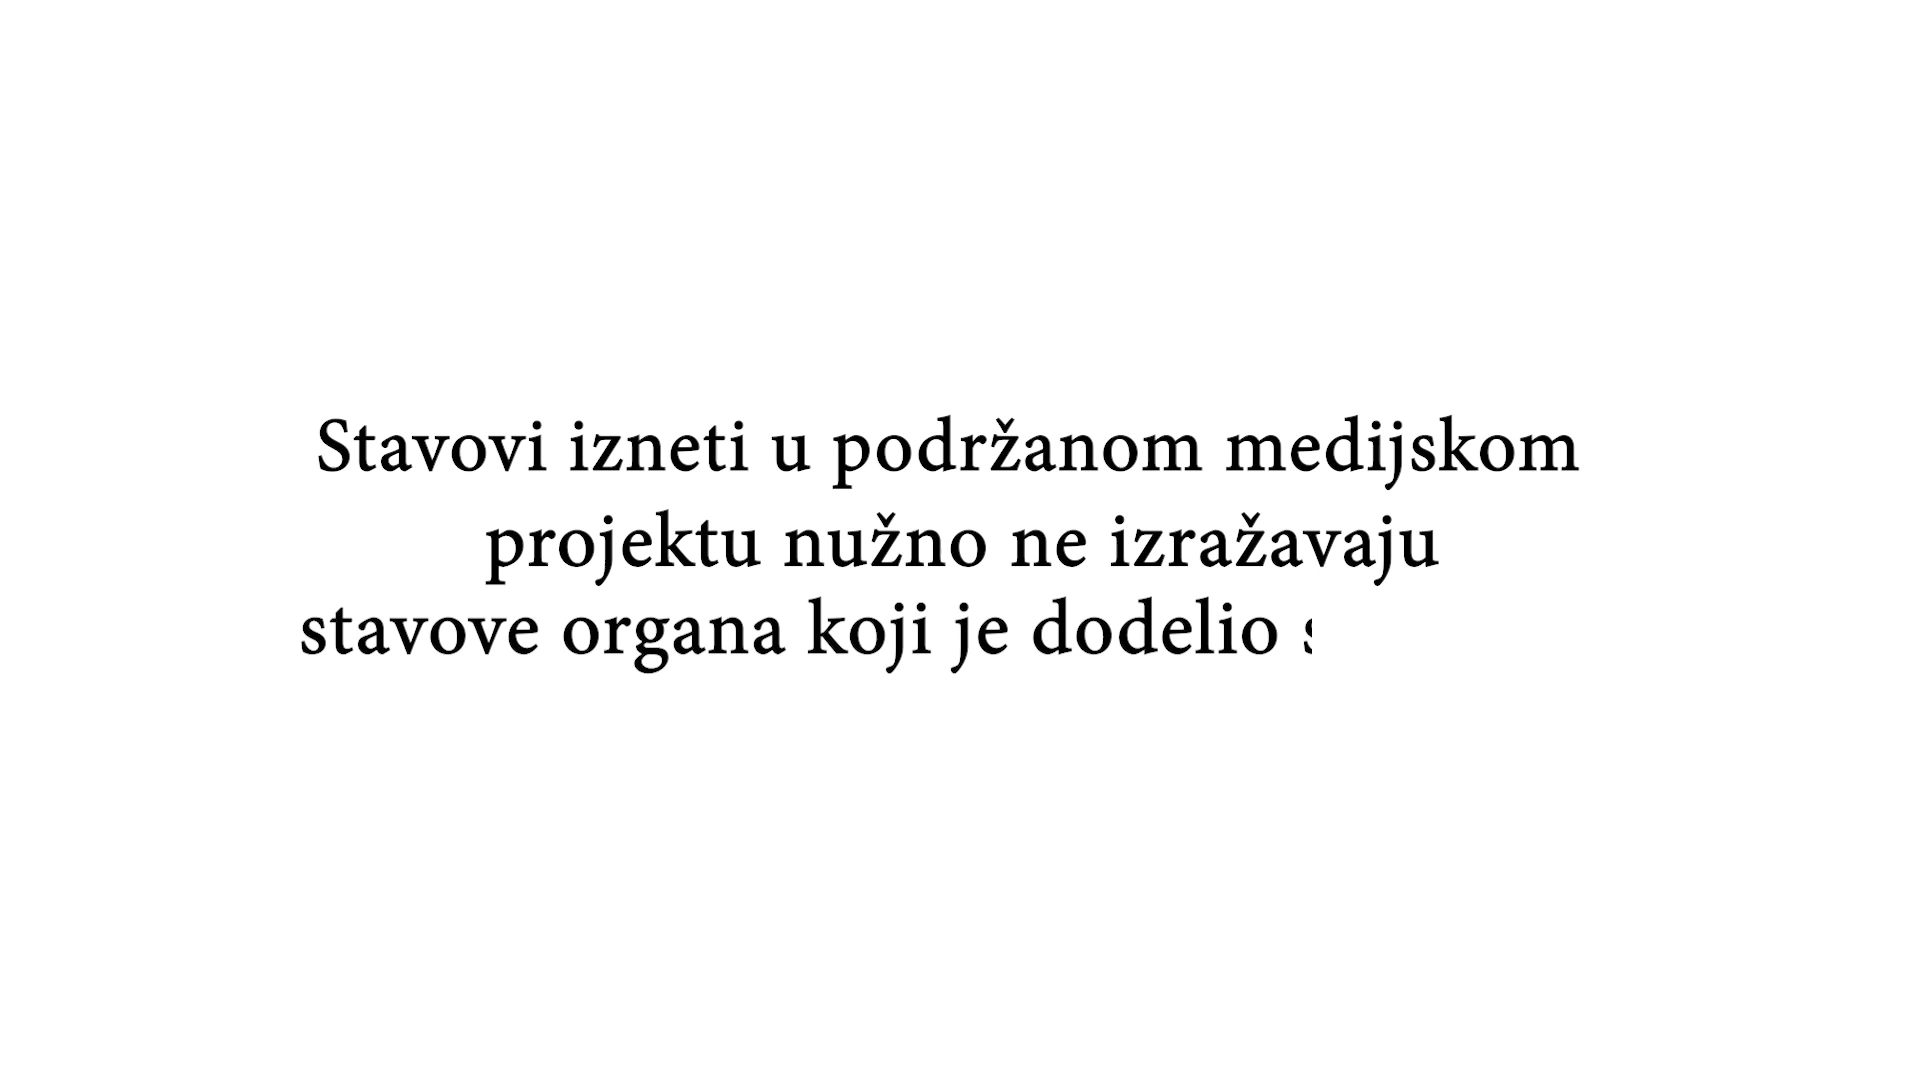 Stavovi izneti u podržanom medijskom
projektu nužno ne izražavaju
stavove organa koji je dodelio